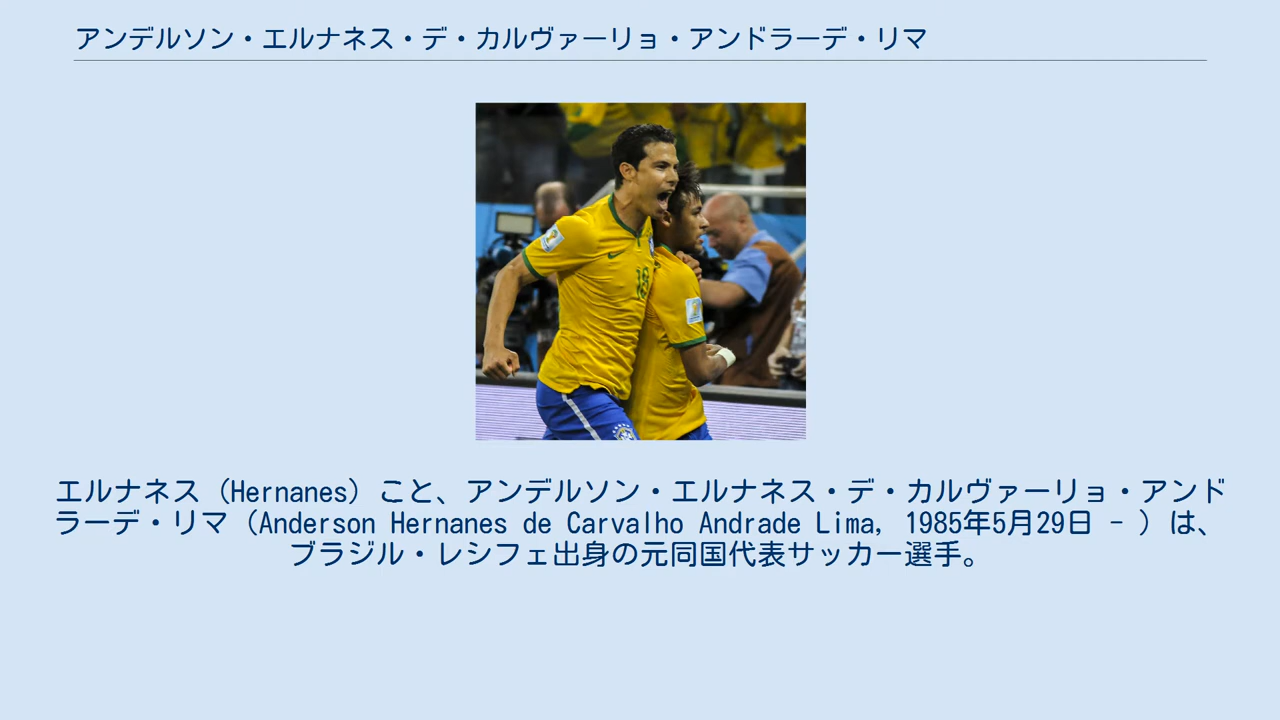 アンデルソン・エルナネス・デ・カルヴァーリョ・アンドラーデ・リマ
18
エルナネス（Hernanes）こと、アンデルソン・エルナネス・デ・カルヴァーリョ・アンド
ラーデ・リマ（Anderson Hernanes de Carvalho Andrade Lima, 1985年5月29日 - ）は、
ブラジル・レシフェ出身の元同国代表サッカー選手。